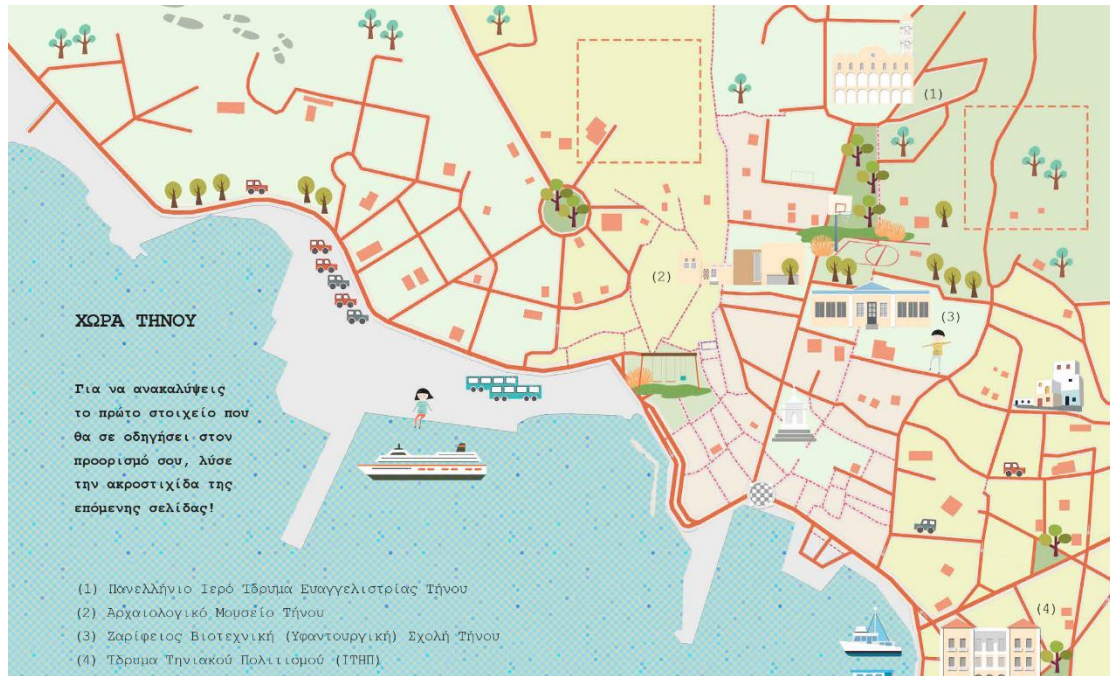 (1)
(2)
(3)
ΧΩΡΑ ΤΗΝΟΥ
Για να ανακαλύψεις
το πρώτο στοιχείο που
θα σε οδηγήσει στον
προορισμό σου, λύσε
την ακροστιχίδα της
επόμενης σελίδας!
(4)
(1) Πανελλήνιο Ιερό Ίδρυμα Ευαγγελιστρίας Τήνου
(2) Αρχαιολογικό Μουσείο Τήνου
(3) Ζαρίφειος Βιοτεχνική (Υφαντουργική) Σχολή Τήνου
(4) Ίδρυμα Τηνιακού Πολιτισμού (ΙΤΗΠ)